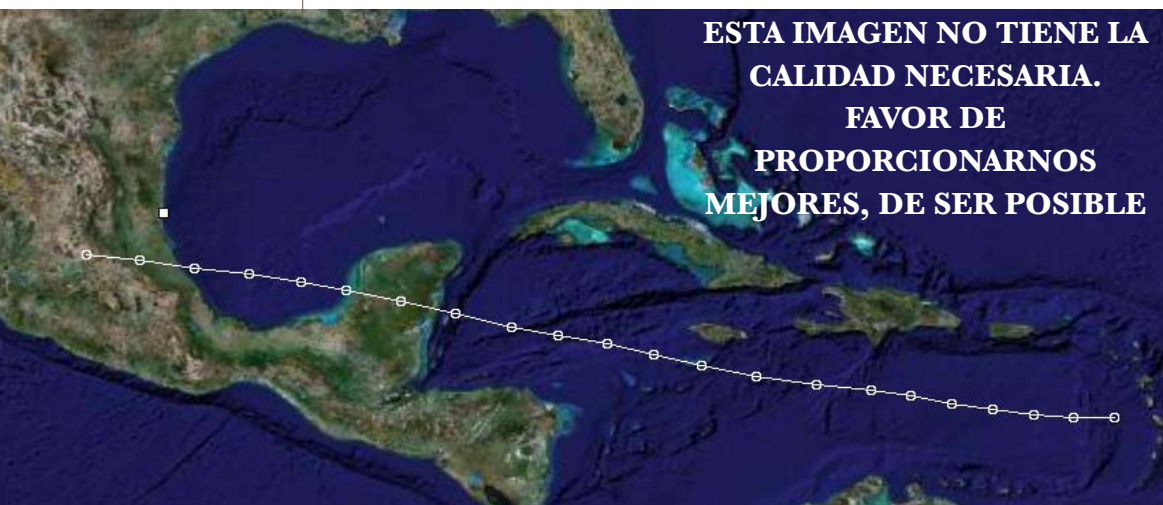 ESTA IMAGEN NO TIENE LA
CALIDAD NECESARIA.
FAVOR DE
PROPORCIONARNOS
MEJORES, DE SER POSIBLE